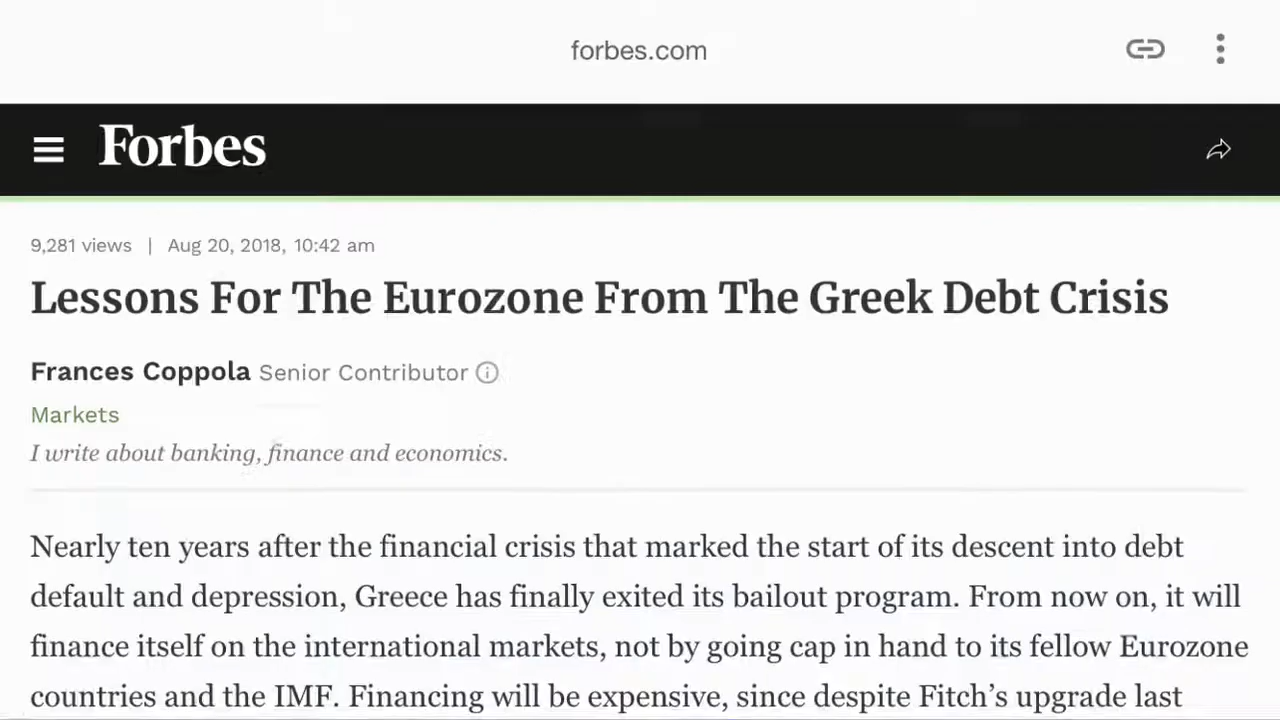 forbes.com
Forbes
9,281 views | Aug 20, 2018, 10:42 am
Lessons For The Eurozone From The Greek Debt Crisis
Frances Coppola Senior Contributor
Markets
I write about banking, finance and economics.
Nearly ten years after the financial crisis that marked the start of its descent into debt
default and depression, Greece has finally exited its bailout program. From now on, it will
finance itself on the international markets, not by going cap in hand to its fellow Eurozone
countries and the IMF. Financing will be expensive, since despite Fitch’s upgrade last